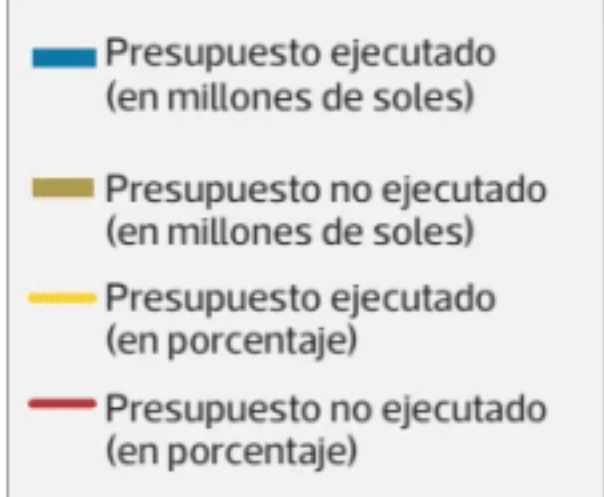 Presupuesto ejecutado
(en millones de soles)
Presupuesto no ejecutado
(en millones de soles)
Presupuesto ejecutado
(en porcentaje)
Presupuesto no ejecutado
(en porcentaje)